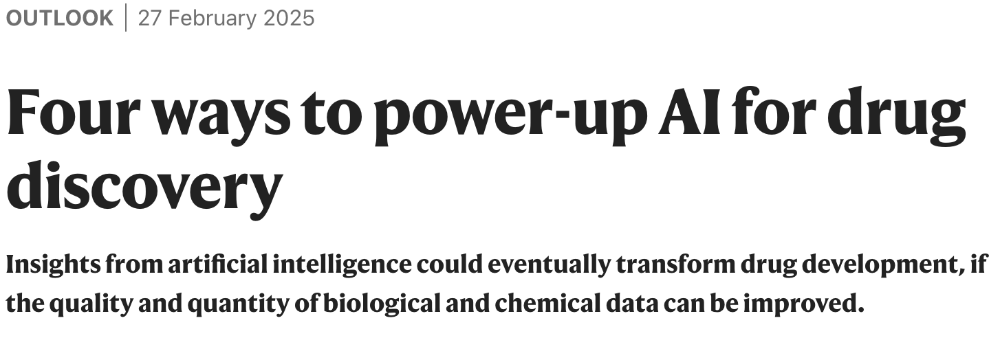 OUTLOOK | 27 February 2025
Four ways to power-up AI for drug
discovery
Insights from artificial intelligence could eventually transform drug development, if
the quality and quantity of biological and chemical data can be improved.